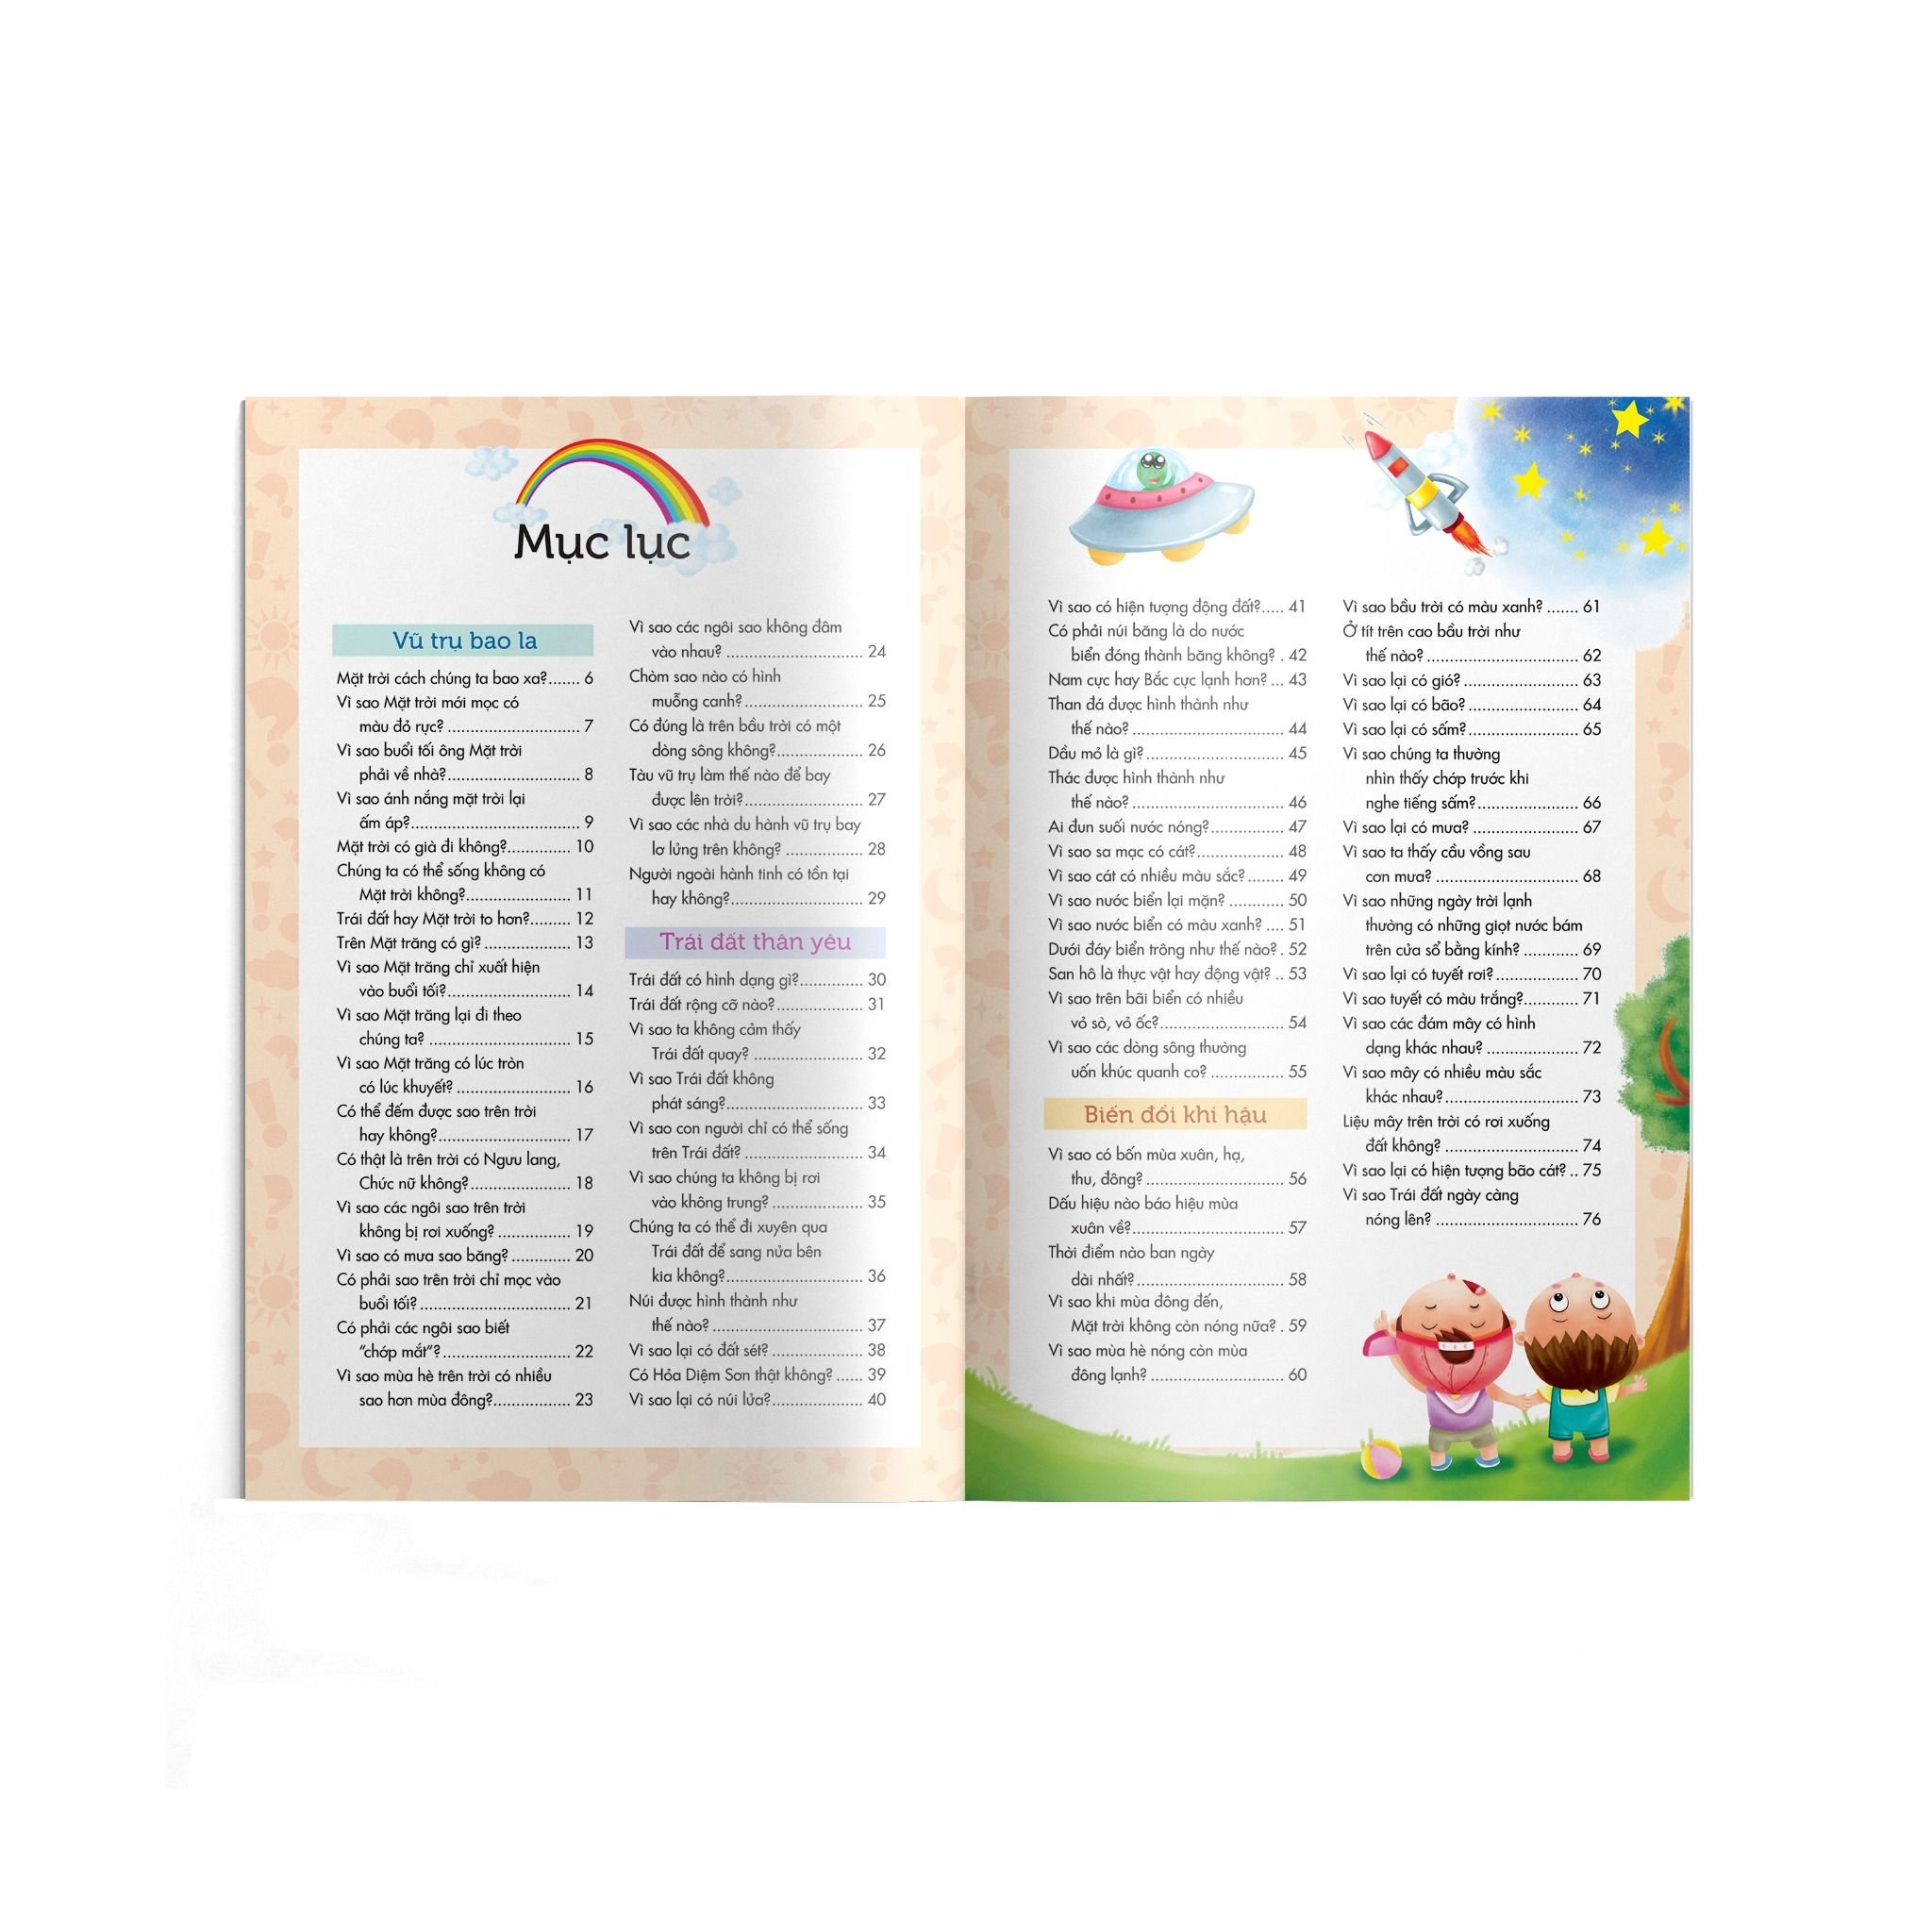 Mục lục
Vũ trụ bao la
Mặt trời cách chúng ta bao xa?....... 6
Vì sao Mặt trời mới mọc có
màu đỏ rực? ............................ 7
Vì sao buổi tối ông Mặt trời
phải về nhà?............................ 8
Vì sao ánh nắng mặt trời lại
ấm áp?.................................... 9
Mặt trời có già đi không?............. 10
Chúng ta có thể sống không có
Mặt trời không?...................... 11
Trái đất hay Mặt trời to hơn?........ 12
Trên Mặt trăng có gì? .................. 13
Vì sao Mặt trăng chỉ xuất hiện
vào buổi tối?.......................... 14
Vì sao Mặt trăng lại đi theo
chúng ta? .............................. 15
Vì sao Mặt trăng có lúc tròn
có lúc khuyết? ........................ 16
Có thể đếm được sao trên trời
hay không?............................ 17
Có thật là trên trời có Ngưu lang,
Chức nữ không?..................... 18
Vì sao các ngôi sao trên trời
không bị rơi xuống? ............... 19
Vì sao có mưa sao băng? ............ 20
Có phải sao trên trời chỉ mọc vào
buổi tối? ................................ 21
Có phải các ngôi sao biết
“chớp mắt”? ........................... 22
Vì sao mùa hè trên trời có nhiều
sao hơn mùa đông?................ 23
Vì sao các ngôi sao không đâm
vào nhau? ............................. 24
Chòm sao nào có hình
muỗng canh?......................... 25
Có đúng là trên bầu trời có một
dòng sông không?.................. 26
Tàu vũ trụ làm thế nào để bay
được lên trời?......................... 27
Vì sao các nhà du hành vũ trụ bay
lơ lửng trên không? ................ 28
Người ngoài hành tinh có tồn tại
hay không?............................ 29
Trái đất thân yêu
Trái đất có hình dạng gì?............. 30
Trái đất rộng cỡ nào?.................. 31
Vì sao ta không cảm thấy
Trái đất quay? ....................... 32
Vì sao Trái đất không
phát sáng?............................. 33
Vì sao con người chỉ có thể sống
trên Trái đất? ......................... 34
Vì sao chúng ta không bị rơi
vào không trung? ................... 35
Chúng ta có thể đi xuyên qua
Trái đất để sang nửa bên
kia không?............................. 36
Núi được hình thành như
thế nào? ................................ 37
Vì sao lại có đất sét? .................... 38
Có Hỏa Diệm Sơn thật không? ...... 39
Vì sao lại có núi lửa?................... 40
Vì sao có hiện tượng động đất?..... 41
Có phải núi băng là do nước
biển đóng thành băng không? . 42
Nam cực hay Bắc cực lạnh hơn? ... 43
Than đá được hình thành như
thế nào? ................................ 44
Dầu mỏ là gì? ............................. 45
Thác được hình thành như
thế nào? ................................ 46
Ai đun suối nước nóng?............... 47
Vì sao sa mạc có cát?.................. 48
Vì sao cát có nhiều màu sắc?........ 49
Vì sao nước biển lại mặn? ........... 50
Vì sao nước biển có màu xanh? .... 51
Dưới đáy biển trông như thế nào? . 52
San hô là thực vật hay động vật? .. 53
Vì sao trên bãi biển có nhiều
vỏ sò, vỏ ốc?.......................... 54
Vì sao các dòng sông thường
uốn khúc quanh co? ............... 55
Biến đổi khí hậu
Vì sao có bốn mùa xuân, hạ,
thu, đông? ............................. 56
Dấu hiệu nào báo hiệu mùa
xuân về?................................ 57
Thời điểm nào ban ngày
dài nhất?............................... 58
Vì sao khi mùa đông đến,
Mặt trời không còn nóng nữa? . 59
Vì sao mùa hè nóng còn mùa
đông lạnh? ............................ 60
Vì sao bầu trời có màu xanh? ....... 61
Ở tít trên cao bầu trời như
thế nào? ................................ 62
Vì sao lại có gió? ........................ 63
Vì sao lại có bão? ....................... 64
Vì sao lại có sấm?....................... 65
Vì sao chúng ta thường
nhìn thấy chớp trước khi
nghe tiếng sấm?..................... 66
Vì sao lại có mưa? ...................... 67
Vì sao ta thấy cầu vồng sau
cơn mưa? .............................. 68
Vì sao những ngày trời lạnh
thường có những giọt nước bám
trên cửa sổ bằng kính? ............ 69
Vì sao lại có tuyết rơi? ................. 70
Vì sao tuyết có màu trắng?........... 71
Vì sao các đám mây có hình
dạng khác nhau? .................... 72
Vì sao mây có nhiều màu sắc
khác nhau?............................ 73
Liệu mây trên trời có rơi xuống
đất không? ............................ 74
Vì sao lại có hiện tượng bão cát? .. 75
Vì sao Trái đất ngày càng
nóng lên? .............................. 76